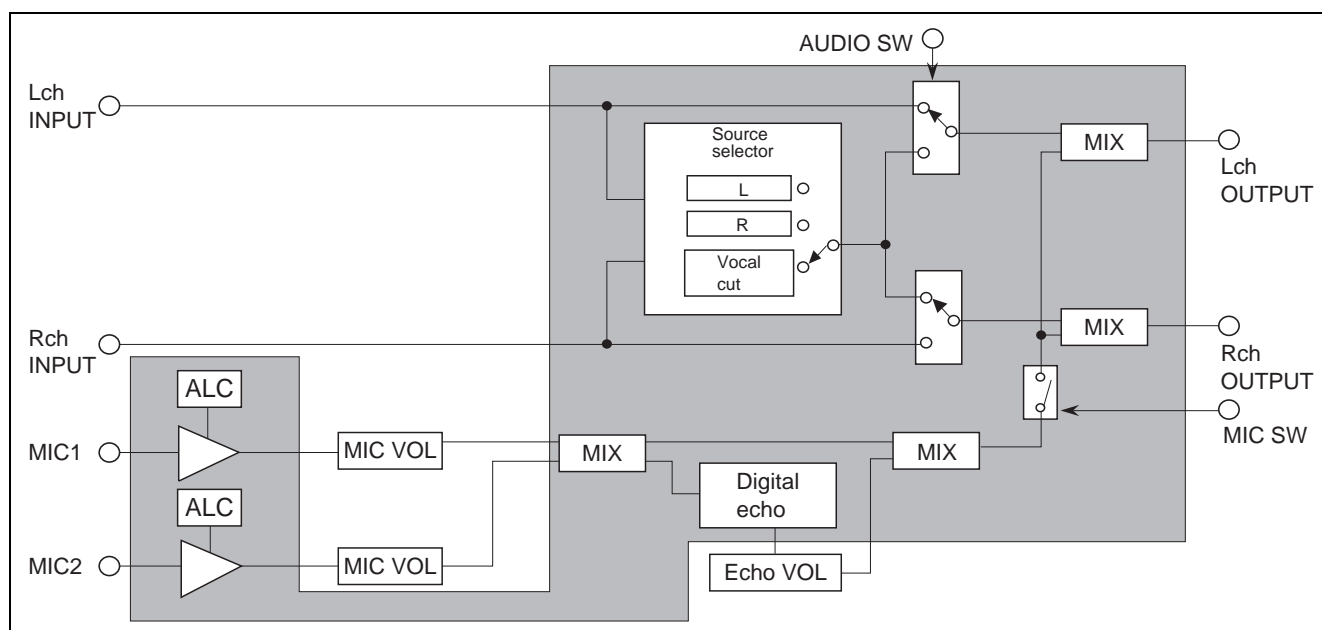 AUDIO SW
Lch
INPUT
Source
selector
L
R
Vocal
cut
MIX
Lch
OUTPUT
Rch
INPUT
MIX
Rch
OUTPUT
ALC
MIC1
MIC VOL
MIX
MIX
MIC SW
Digital
echo
ALC
MIC2
MIC VOL
Echo VOL